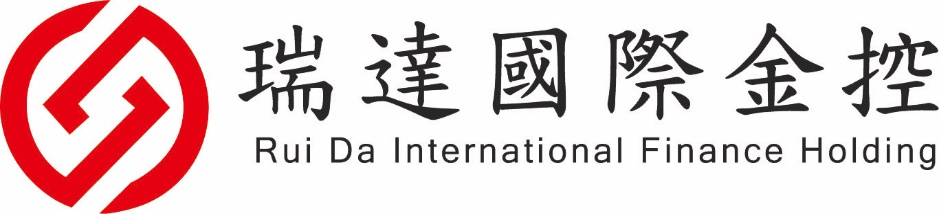 瑞達國際金控
Rui Da International Finance Holding